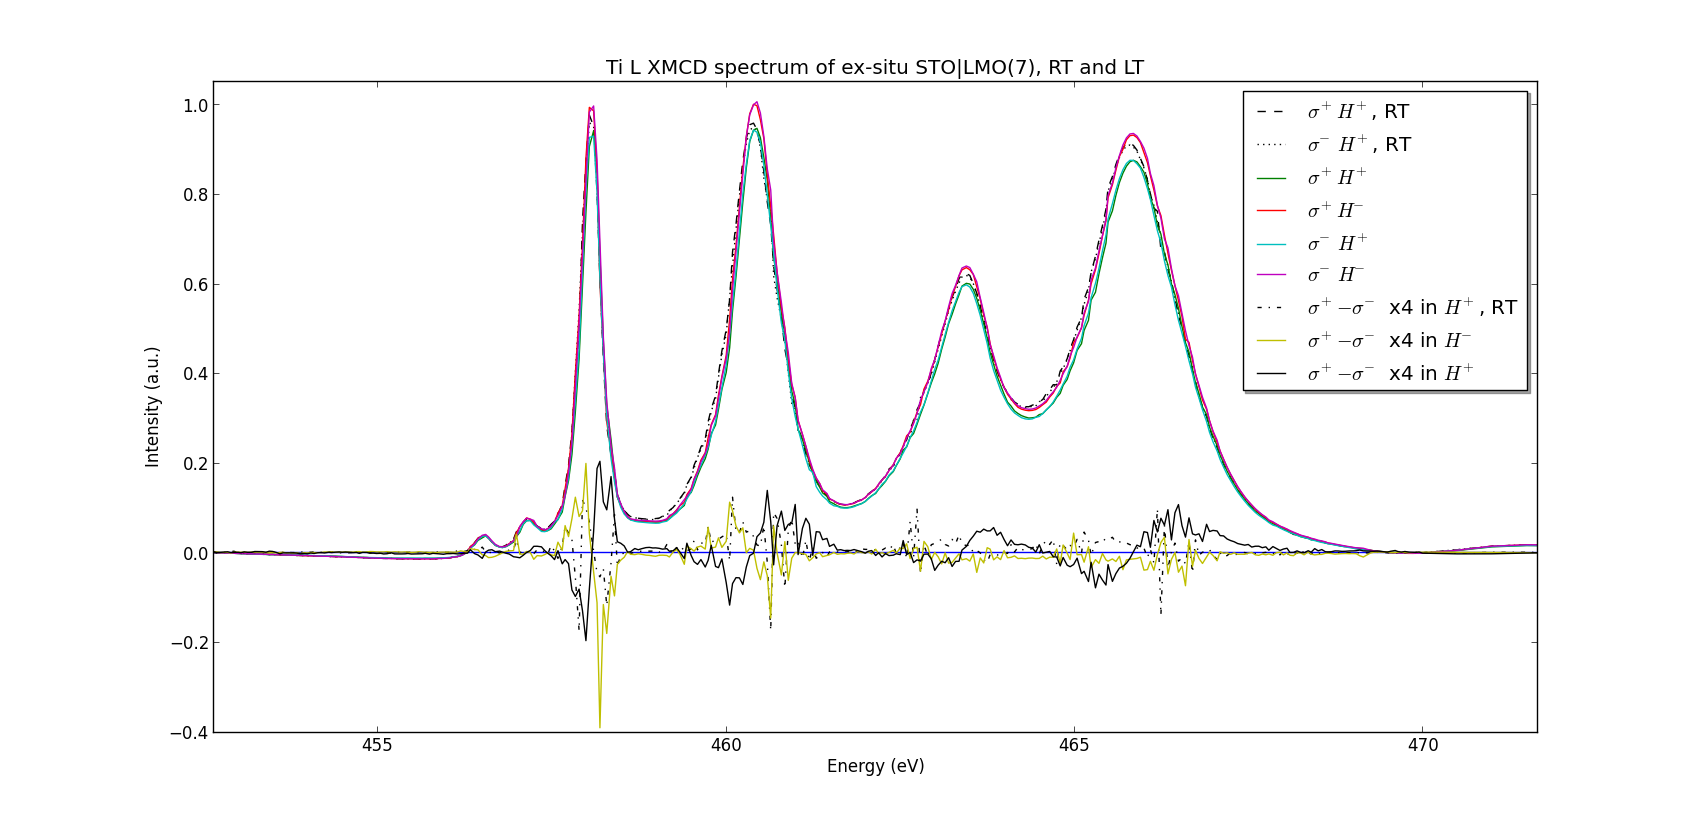 Ti L XMCD spectrum of ex-situ STO|LMO(7), RT and LT
1.0
0.8
0.6
0.4
0.2
0.0
−0.2
−0.4
Intensity (a.u.)
455
460
465
470
Energy (eV)
σ⁺ H⁺, RT
σ⁻ H⁺, RT
σ⁺ H⁺
σ⁺ H⁻
σ⁻ H⁺
σ⁻ H⁻
σ⁺−σ⁻ x4 in H⁺, RT
σ⁺−σ⁻ x4 in H⁻
σ⁺−σ⁻ x4 in H⁺